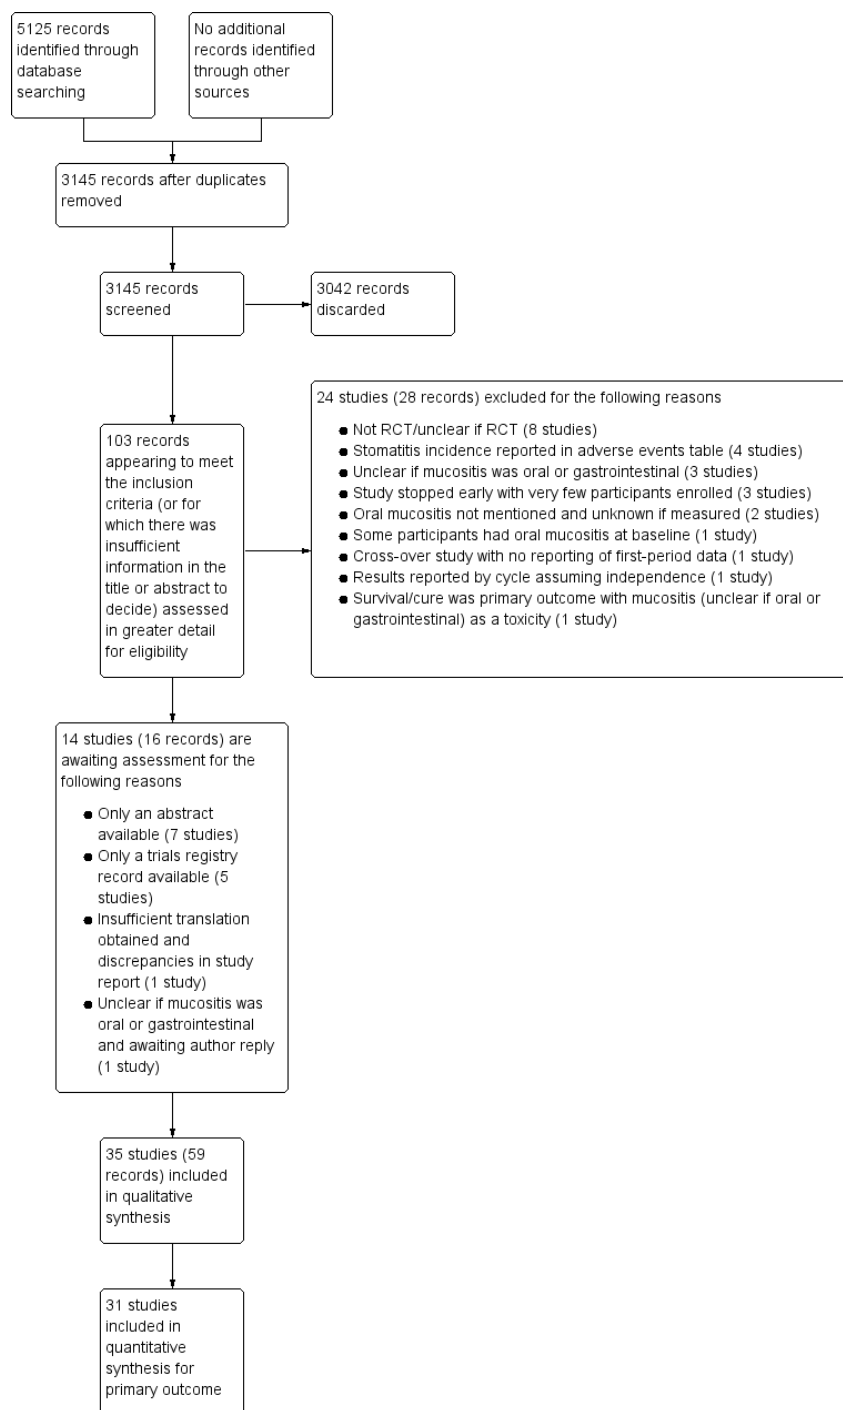 5125 records
identified through
database
searching
No additional
records identified
through other
sources
3145 records after duplicates
removed
3145 records
screened
3042 records
discarded
103 records
appearing to meet
the inclusion
criteria (or for
which there was
insufficient
information in the
title or abstract to
decide) assessed
in greater detail
for eligibility
24 studies (28 records) excluded for the following reasons
● Not RCT/unclear if RCT (8 studies)
● Stomatitis incidence reported in adverse events table (4 studies)
● Unclear if mucositis was oral or gastrointestinal (3 studies)
● Study stopped early with very few participants enrolled (3 studies)
● Oral mucositis not mentioned and unknown if measured (2 studies)
● Some participants had oral mucositis at baseline (1 study)
● Cross-over study with no reporting of first-period data (1 study)
● Results reported by cycle assuming independence (1 study)
● Survival/cure was primary outcome with mucositis (unclear if oral or
gastrointestinal) as a toxicity (1 study)
14 studies (16 records) are
awaiting assessment for the
following reasons
● Only an abstract
available (7 studies)
● Only a trials registry
record available (5
studies)
● Insufficient translation
obtained and
discrepancies in study
report (1 study)
● Unclear if mucositis was
oral or gastrointestinal
and awaiting author reply
(1 study)
35 studies (59
records) included
in qualitative
synthesis
31 studies
included in
quantitative
synthesis for
primary outcome